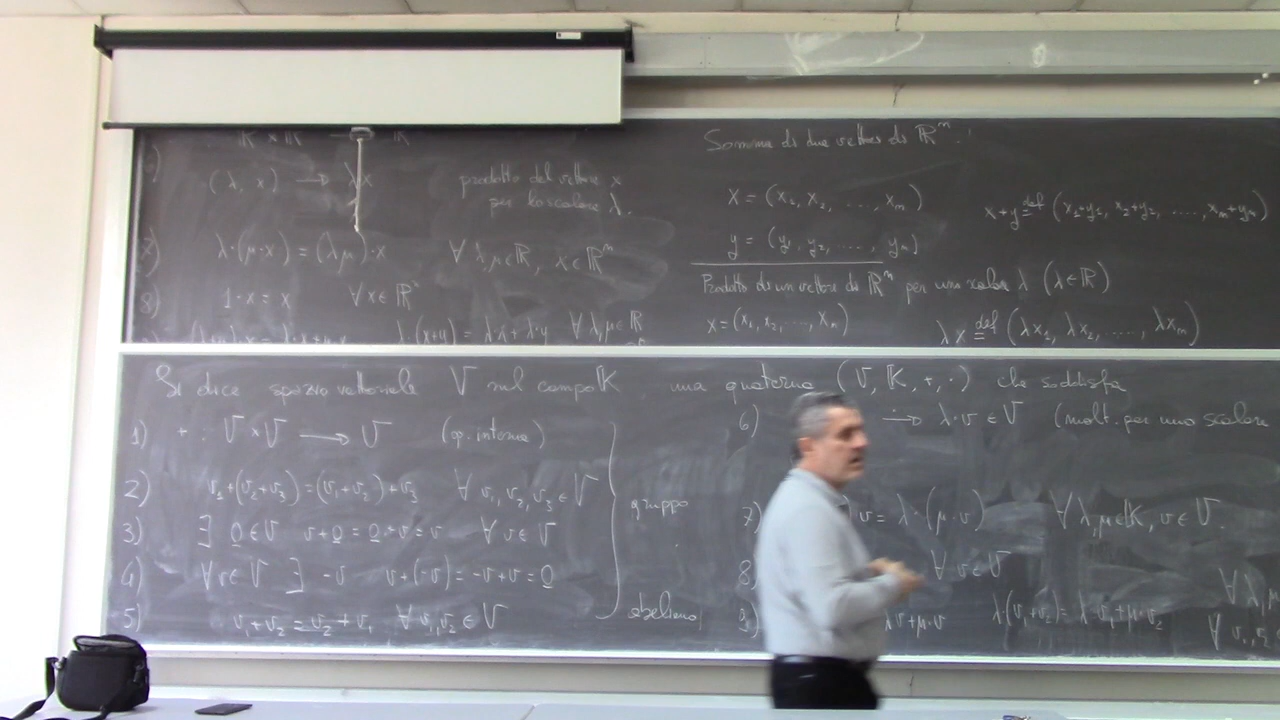 (λ, x) → λx
prodotto del vettore x
per lo scalare λ.
7) λ·(μ·x) = (λμ)·x ∀ λ,μ∈ℝ, x∈ℝⁿ
8) 1·x = x ∀x∈ℝⁿ
λ·(x+y) = λ·x + λ·y ∀ λ,μ∈ℝ
Somma di due vettori di ℝⁿ:
x = (x₁, x₂, ..., xₙ)
x+y =def (x₁+y₁, x₂+y₂, ...., xₙ+yₙ)
y = (y₁, y₂, ...., yₙ)
Prodotto di un vettore di ℝⁿ per uno scalare λ (λ∈ℝ)
x = (x₁, x₂, ..., xₙ) λx =def (λx₁, λx₂, ...., λxₙ)
Si dice spazio vettoriale V sul campo 𝕂 una quaterna (V, 𝕂, +, ·) che soddisfa
1) + : V×V → V (op. interna)
2) v₁+(v₂+v₃) = (v₁+v₂)+v₃ ∀ v₁,v₂,v₃ ∈ V
3) ∃ 0∈V v+0 = 0+v = v ∀ v∈V
4) ∀v∈V ∃ -v v+(-v) = -v+v = 0
5) v₁+v₂ = v₂+v₁ ∀ v₁,v₂ ∈ V
gruppo
abeliano
6) → λ·v ∈ V (molt. per uno scalare
7) v = λ·(μ·v) ∀ λ,μ∈𝕂, v∈V.
8) ∀ v∈V
9) λv+μ·v λ(v₁+v₂) = λ·v₁+μ·v₂ ∀ λ,μ
∀ v₁,v₂